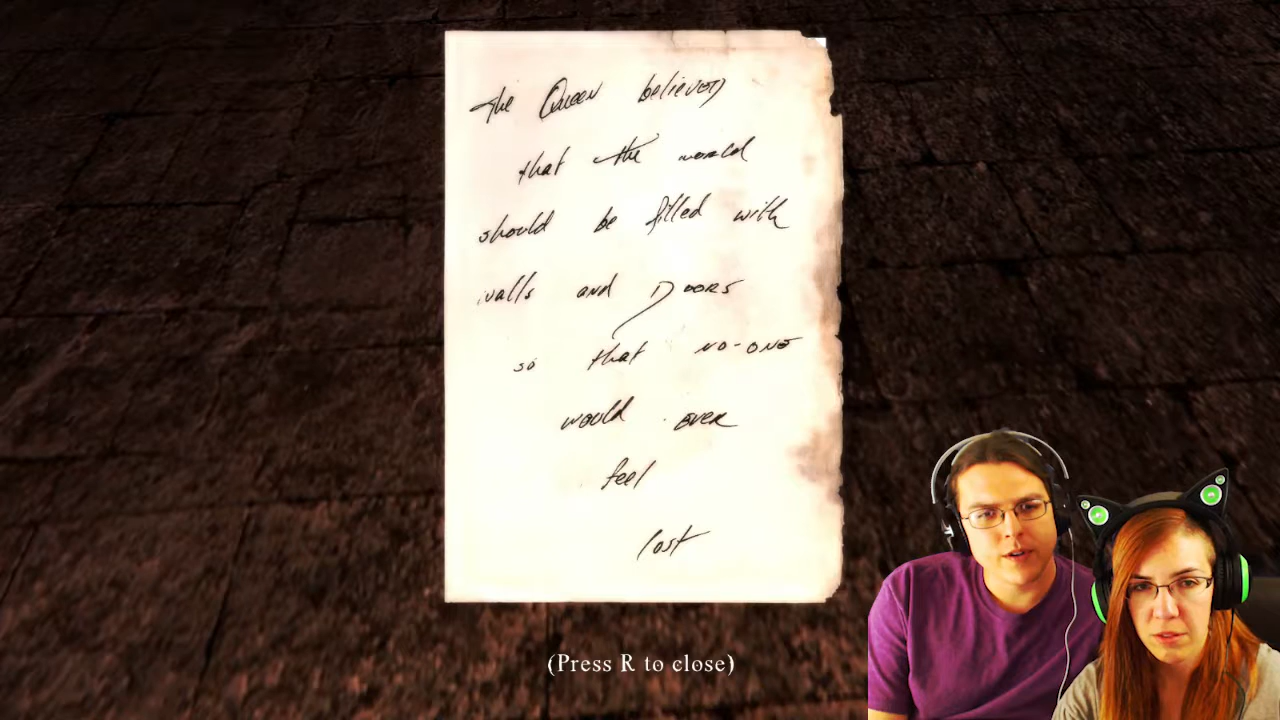 the Queen believed
that the world
should be filled with
walls and Doors
so that no-one
would ever
feel
lost
(Press R to close)